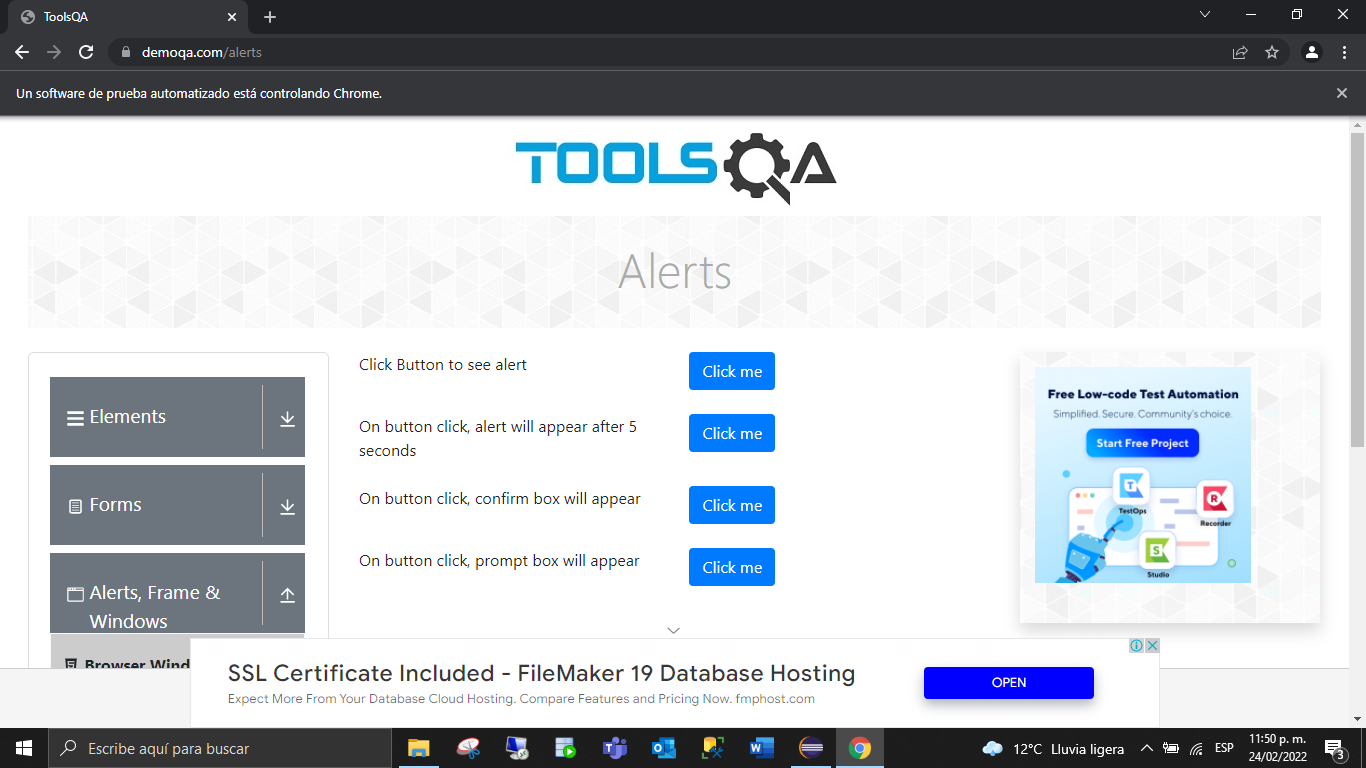 ToolsQA
demoqa.com/alerts
Un software de prueba automatizado está controlando Chrome.
TOOLSQA
Alerts
Elements
Forms
Alerts, Frame &
Windows
Browser Wind
Click Button to see alert
Click me
On button click, alert will appear after 5
seconds
Click me
On button click, confirm box will appear
Click me
On button click, prompt box will appear
Click me
Free Low-code Test Automation
Simplified. Secure. Community's choice.
Start Free Project
TestOps
Recorder
Studio
SSL Certificate Included - FileMaker 19 Database Hosting
Expect More From Your Database Cloud Hosting. Compare Features and Pricing Now. fmphost.com
OPEN
Escribe aquí para buscar
12°C Lluvia ligera
ESP
11:50 p. m.
24/02/2022
3